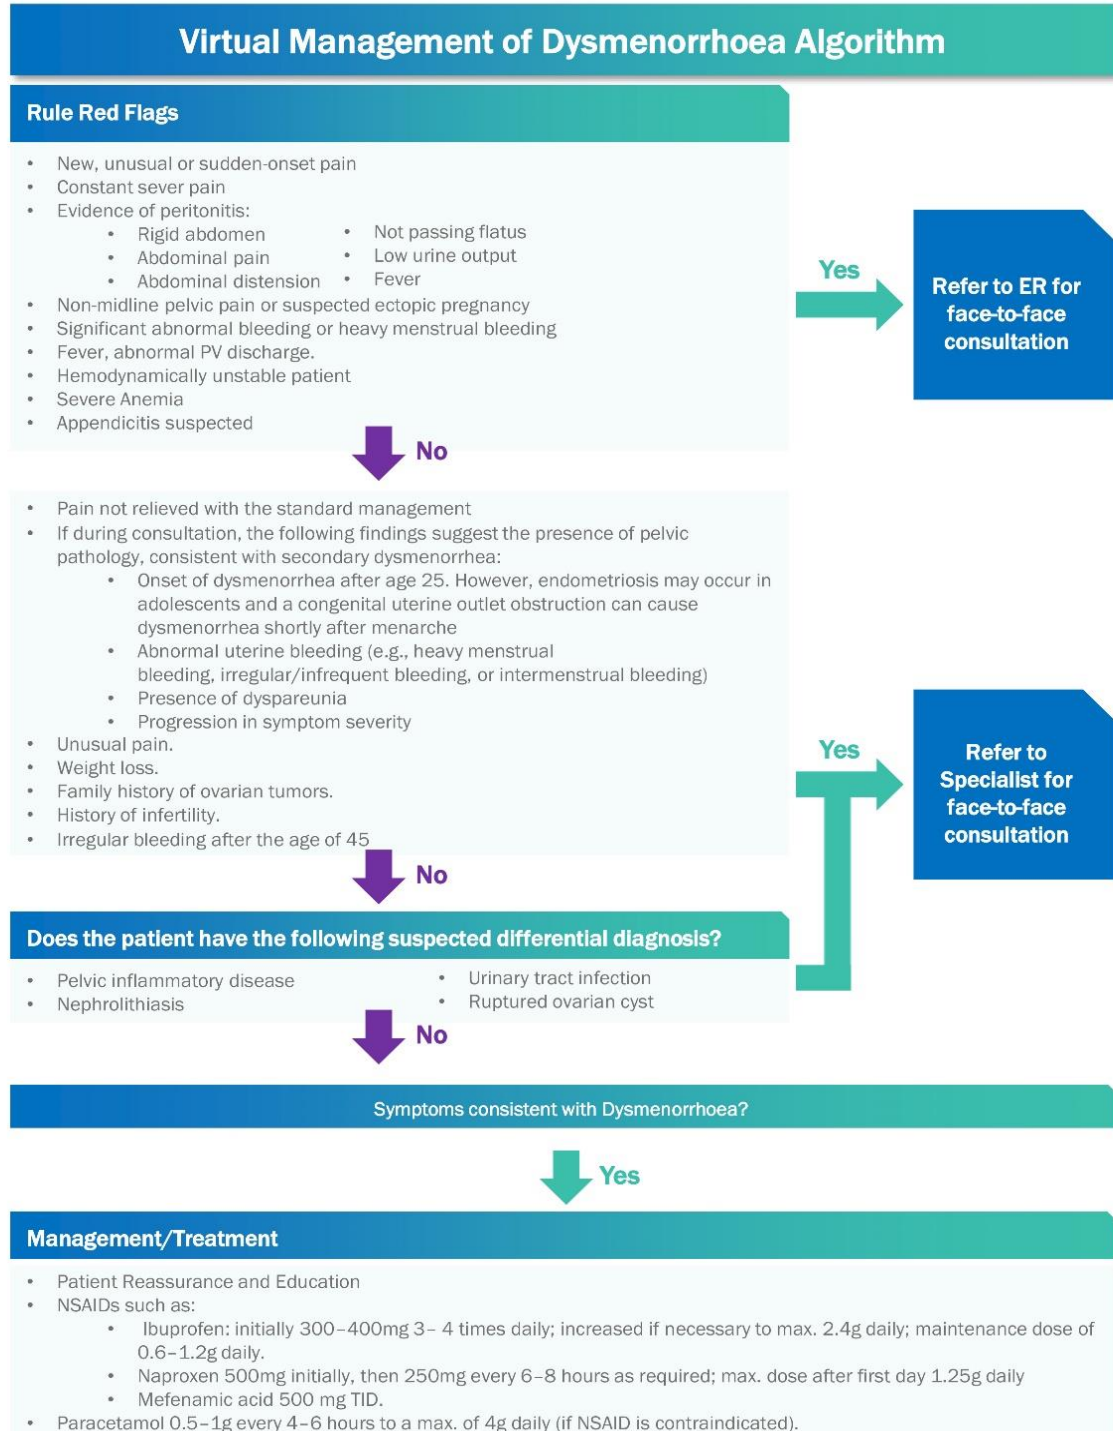 Virtual Management of Dysmenorrhoea Algorithm
Rule Red Flags
• New, unusual or sudden-onset pain
• Constant sever pain
• Evidence of peritonitis:
• Rigid abdomen
• Abdominal pain
• Abdominal distension
• Not passing flatus
• Low urine output
• Fever
• Non-midline pelvic pain or suspected ectopic pregnancy
• Significant abnormal bleeding or heavy menstrual bleeding
• Fever, abnormal PV discharge.
• Hemodynamically unstable patient
• Severe Anemia
• Appendicitis suspected
Yes
Refer to ER for
face-to-face
consultation
No
• Pain not relieved with the standard management
• If during consultation, the following findings suggest the presence of pelvic
pathology, consistent with secondary dysmenorrhea:
• Onset of dysmenorrhea after age 25. However, endometriosis may occur in
adolescents and a congenital uterine outlet obstruction can cause
dysmenorrhea shortly after menarche
• Abnormal uterine bleeding (e.g., heavy menstrual
bleeding, irregular/infrequent bleeding, or intermenstrual bleeding)
• Presence of dyspareunia
• Progression in symptom severity
• Unusual pain.
• Weight loss.
• Family history of ovarian tumors.
• History of infertility.
• Irregular bleeding after the age of 45
Yes
Refer to
Specialist for
face-to-face
consultation
No
Does the patient have the following suspected differential diagnosis?
• Pelvic inflammatory disease
• Nephrolithiasis
• Urinary tract infection
• Ruptured ovarian cyst
No
Symptoms consistent with Dysmenorrhoea?
Yes
Management/Treatment
• Patient Reassurance and Education
• NSAIDs such as:
• Ibuprofen: initially 300–400mg 3– 4 times daily; increased if necessary to max. 2.4g daily; maintenance dose of
0.6–1.2g daily.
• Naproxen 500mg initially, then 250mg every 6–8 hours as required; max. dose after first day 1.25g daily
• Mefenamic acid 500 mg TID.
• Paracetamol 0.5–1g every 4–6 hours to a max. of 4g daily (if NSAID is contraindicated).